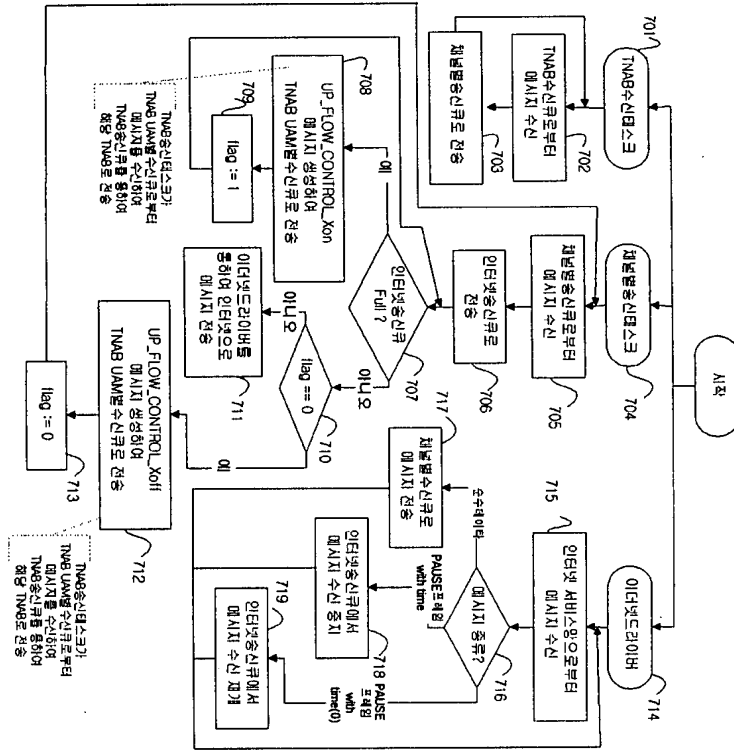 시작
701
TNAB수신태스크
TNAB수신큐로부터
메시지 수신
702
채널별송신큐로 전송
703
채널별송신태스크
704
채널별송신큐로부터
메시지 수신
705
인터넷송신큐로
전송
706
인터넷송신큐
Full ?
707
예
아니오
708
UP_FLOW_CONTROL_Xon
메시지 생성하여
TNAB UAM별수신큐로 전송
709
flag := 1
TNAB송신태스크가
TNAB UAM별수신큐로부터
메시지를 수신하여
TNAB송신큐를 통하여
해당 TNAB로 전송
flag == 0
710
아니오
예
이더넷드라이버를
통하여 인터넷으로
메시지 전송
711
UP_FLOW_CONTROL_Xoff
메시지 생성하여
TNAB UAM별수신큐로 전송
712
flag := 0
713
TNAB송신태스크가
TNAB UAM별수신큐로부터
메시지를 수신하여
TNAB송신큐를 통하여
해당 TNAB로 전송
이더넷드라이버
714
715
인터넷 서비스망으로부터
메시지 수신
메시지 종류?
716
순수데이타
PAUSE프레임
with time
PAUSE
프레임
with
time(0)
717
채널별수신큐로
메시지 전송
인터넷송신큐에서
메시지 수신 중지
718
719
인터넷송신큐에서
메시지 수신 재개